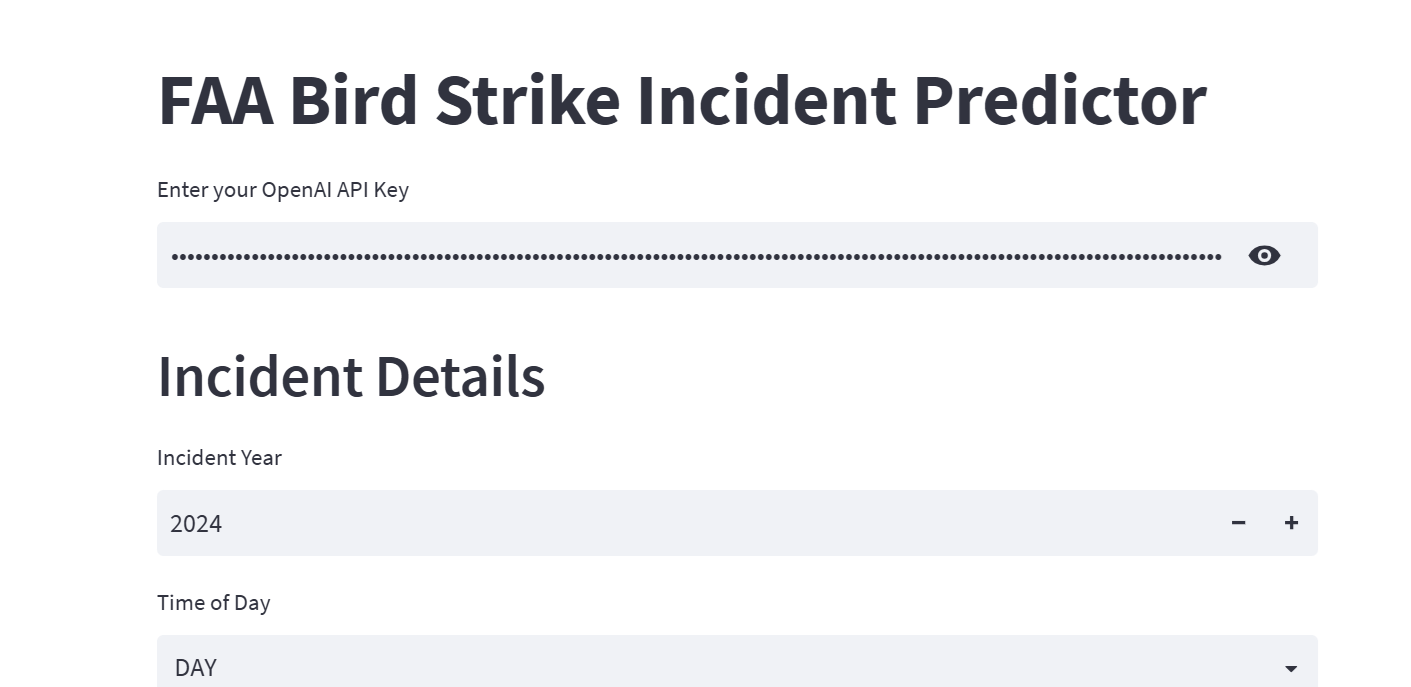 FAA Bird Strike Incident Predictor
Enter your OpenAI API Key
Incident Details
Incident Year
2024
Time of Day
DAY